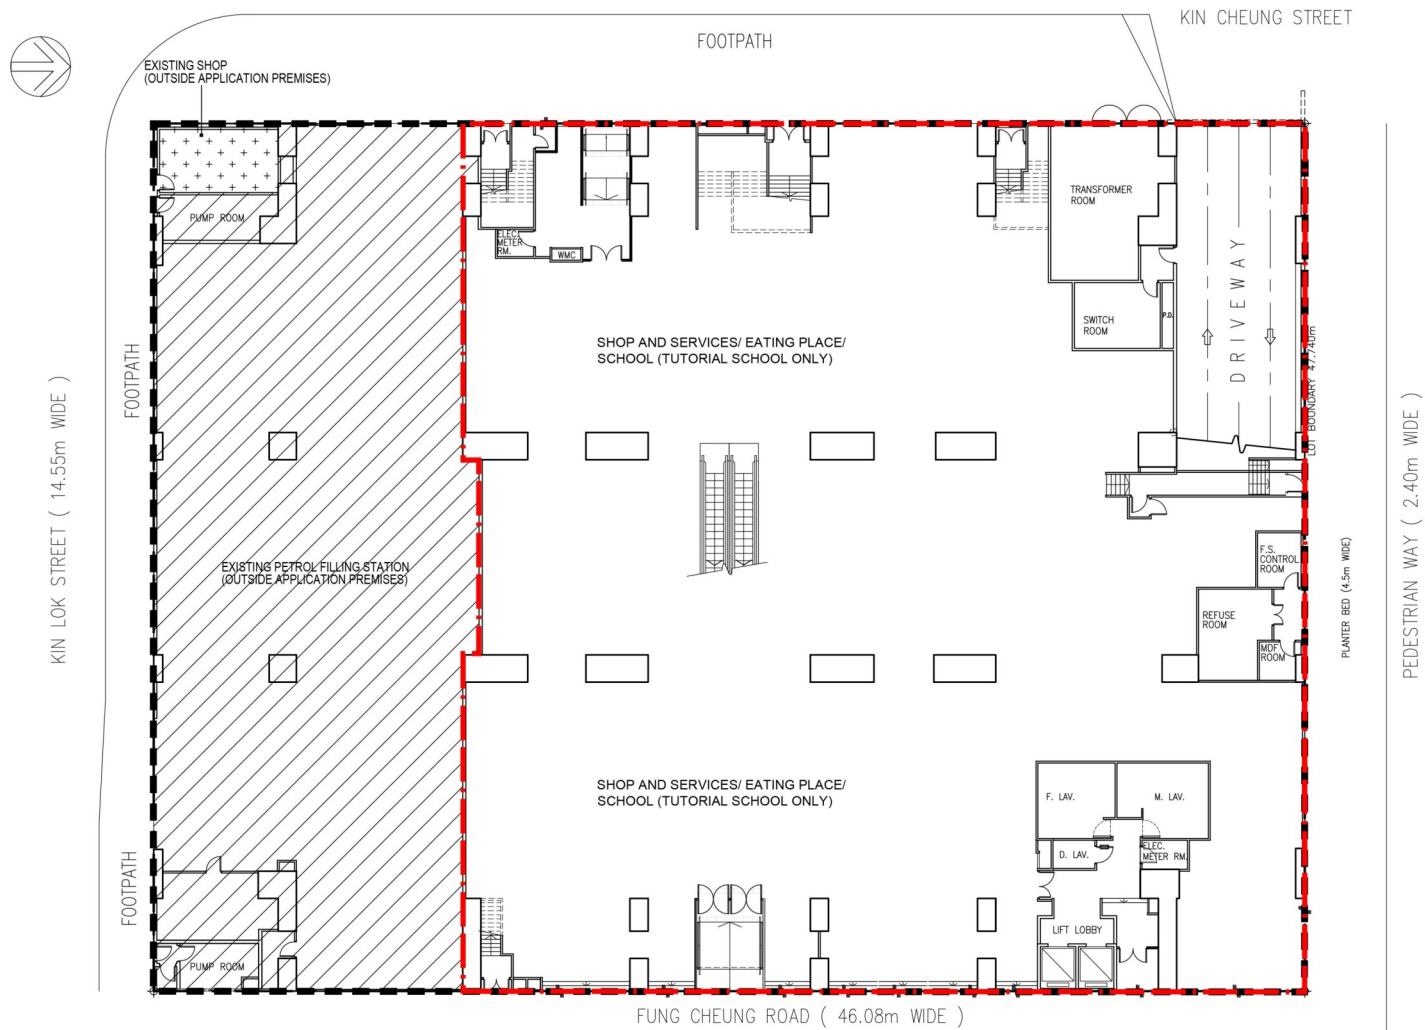 KIN CHEUNG STREET
FOOTPATH
EXISTING SHOP
(OUTSIDE APPLICATION PREMISES)
PUMP ROOM
ELEC.
METER
RM.
WMC
TRANSFORMER
ROOM
SWITCH
ROOM
P.D.
DRIVEWAY
LOT BOUNDARY 47.740m
SHOP AND SERVICES/ EATING PLACE/
SCHOOL (TUTORIAL SCHOOL ONLY)
FOOTPATH
KIN LOK STREET ( 14.55m WIDE )
PEDESTRIAN WAY ( 2.40m WIDE )
EXISTING PETROL FILLING STATION
(OUTSIDE APPLICATION PREMISES)
F.S.
CONTROL
ROOM
REFUSE
ROOM
MDF
ROOM
PLANTER BED (4.5m WIDE)
SHOP AND SERVICES/ EATING PLACE/
SCHOOL (TUTORIAL SCHOOL ONLY)
F. LAV.
M. LAV.
D. LAV.
ELEC.
METER RM.
FOOTPATH
LIFT LOBBY
PUMP ROOM
FUNG CHEUNG ROAD ( 46.08m WIDE )